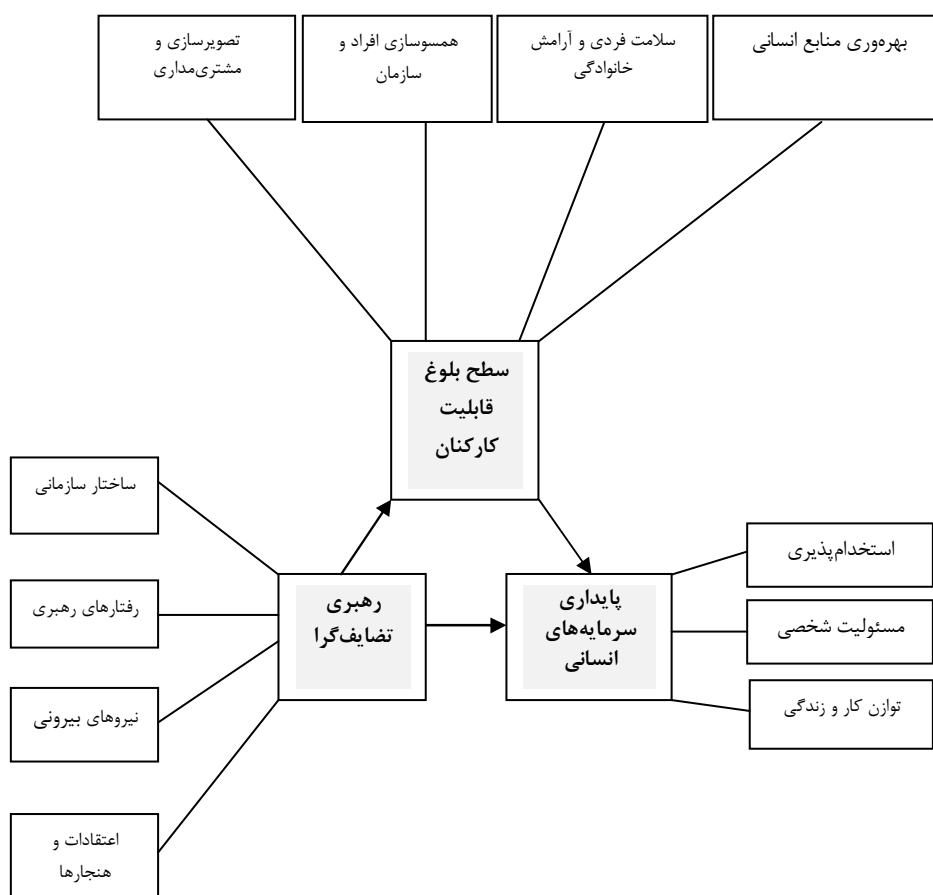 بهره‌وری منابع انسانی
سلامت فردی و آرامش
خانوادگی
همسوسازی افراد و
سازمان
تصویرسازی و
مشتری‌مداری
سطح بلوغ
قابلیت
کارکنان
ساختار سازمانی
رفتارهای رهبری
نیروهای بیرونی
اعتقادات و
هنجارها
رهبری
تضایف‌گرا
پایداری
سرمایه‌های
انسانی
استخدام‌پذیری
مسئولیت شخصی
توازن کار و زندگی